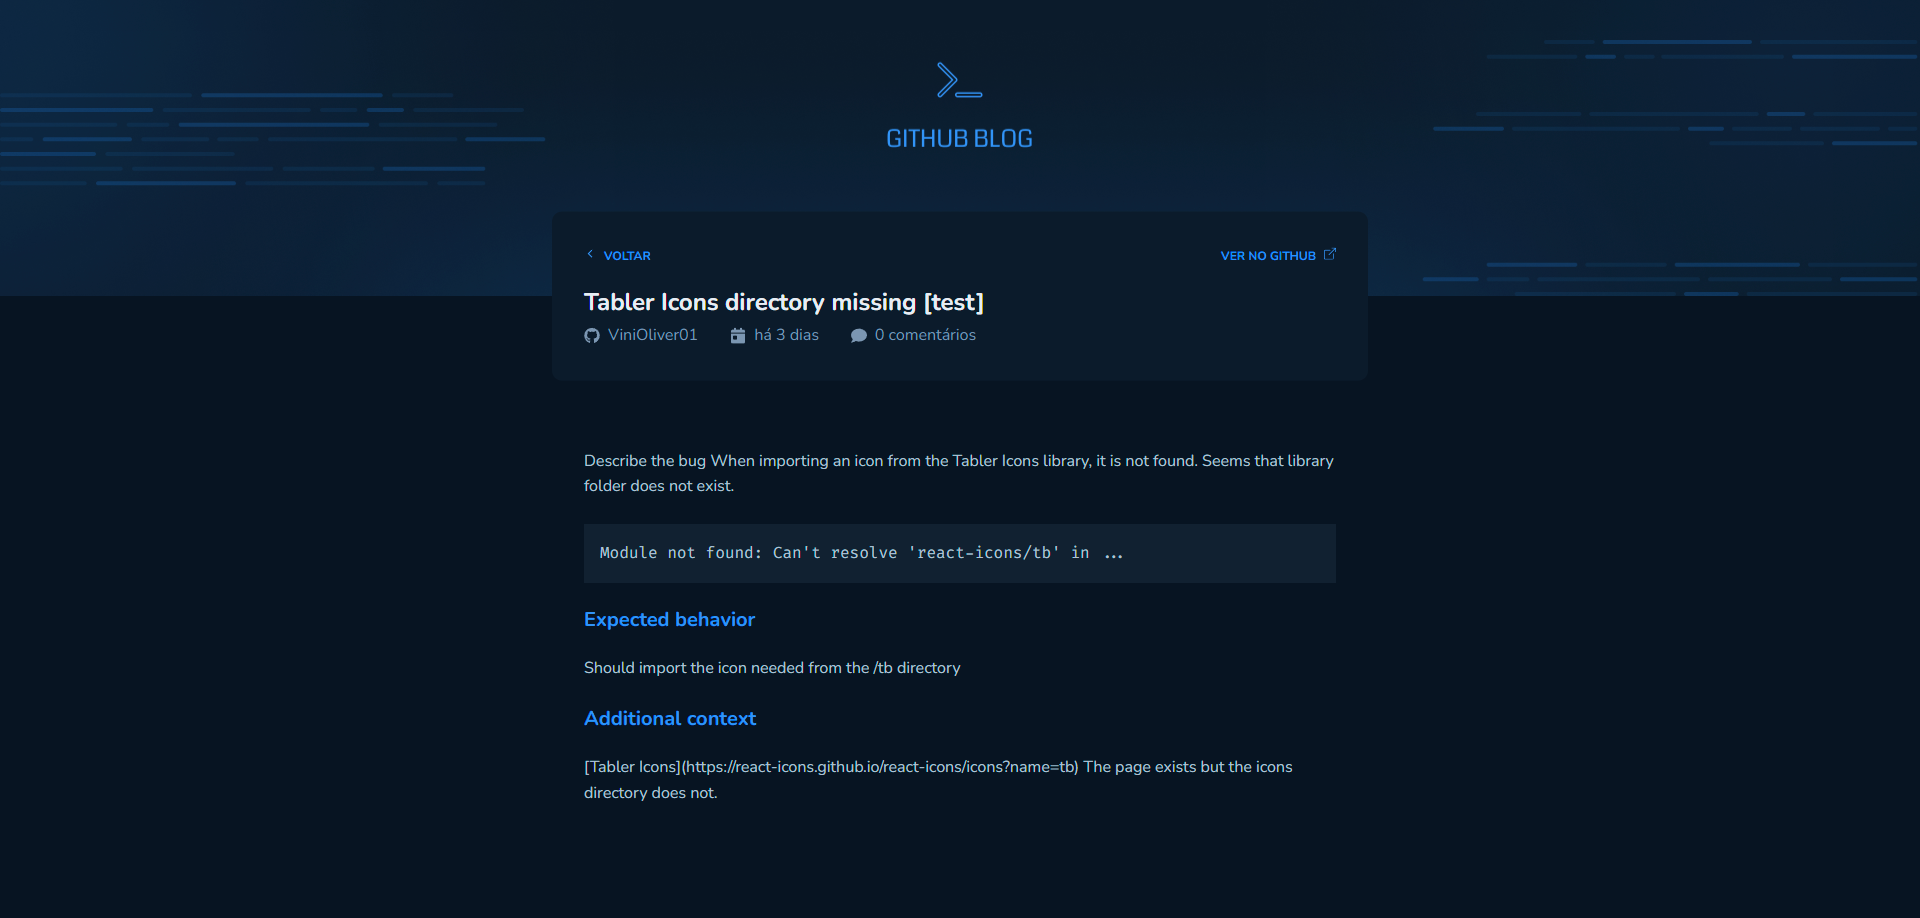 GITHUB BLOG
VOLTAR
VER NO GITHUB
Tabler Icons directory missing [test]
ViniOliver01 há 3 dias 0 comentários
Describe the bug When importing an icon from the Tabler Icons library, it is not found. Seems that library
folder does not exist.
Module not found: Can't resolve 'react-icons/tb' in ...
Expected behavior
Should import the icon needed from the /tb directory
Additional context
[Tabler Icons](https://react-icons.github.io/react-icons/icons?name=tb) The page exists but the icons
directory does not.